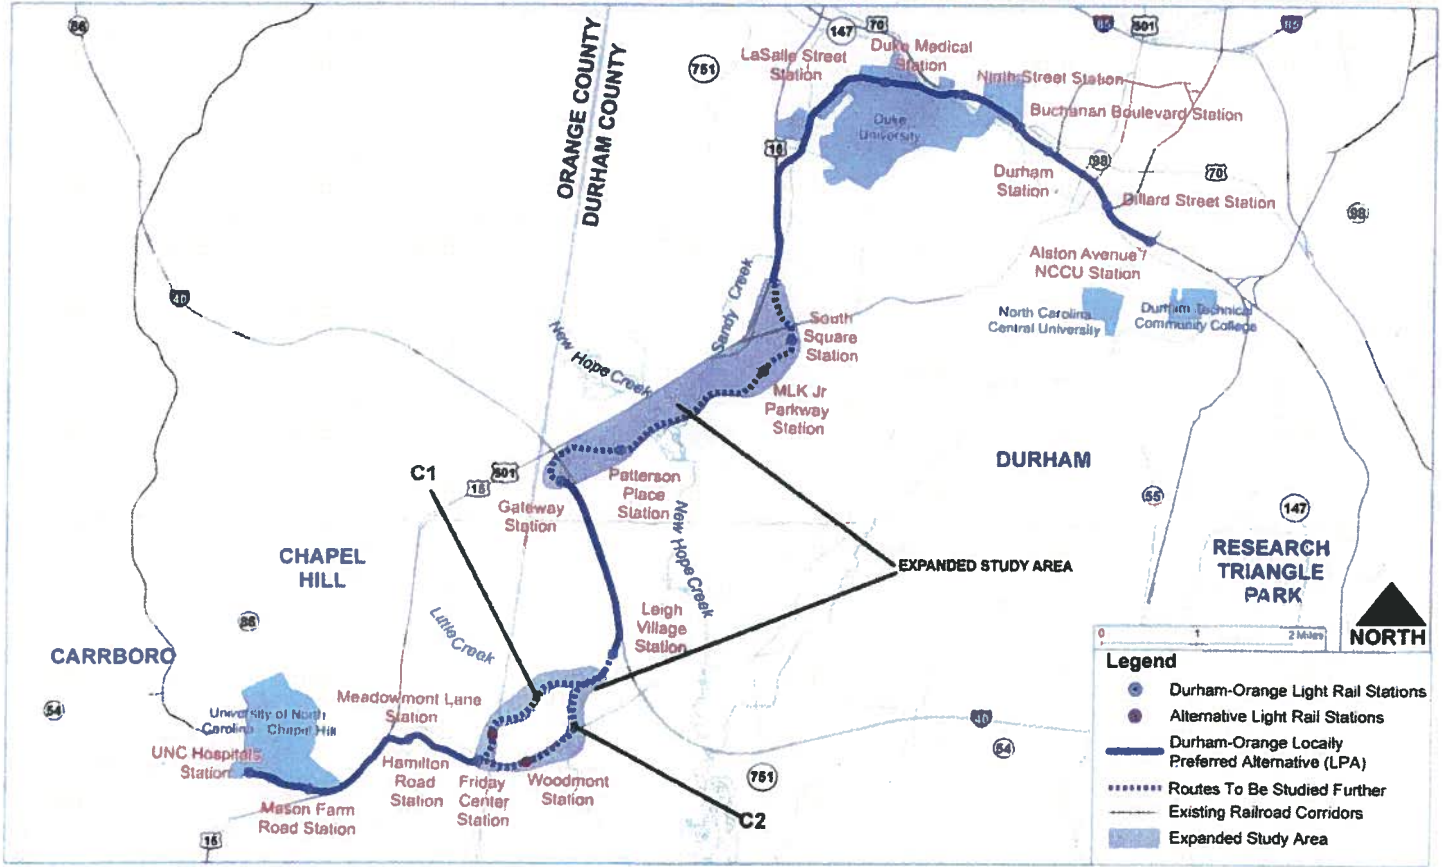 86
ORANGE COUNTY
DURHAM COUNTY
751
147
70
85
501
85
LaSalle Street
Station
Duke Medical
Station
Ninth Street Station
Buchanan Boulevard Station
Duke
University
15
98
70
98
Durham
Station
Dillard Street Station
Alston Avenue /
NCCU Station
North Carolina
Central University
Durham Technical
Community College
40
Sandy Creek
New Hope Creek
South
Square
Station
MLK Jr
Parkway
Station
C1
15
501
Gateway
Station
Patterson
Place
Station
New Hope Creek
DURHAM
55
147
EXPANDED STUDY AREA
RESEARCH
TRIANGLE
PARK
NORTH
CHAPEL
HILL
86
Little Creek
Leigh
Village
Station
CARRBORO
54
University of North
Carolina Chapel Hill
Meadowmont Lane
Station
UNC Hospitals
Station
Hamilton
Road
Station
Friday
Center
Station
Woodmont
Station
Mason Farm
Road Station
15
C2
751
40
54
0 1 2 Miles
Legend
Durham-Orange Light Rail Stations
Alternative Light Rail Stations
Durham-Orange Locally
Preferred Alternative (LPA)
Routes To Be Studied Further
Existing Railroad Corridors
Expanded Study Area